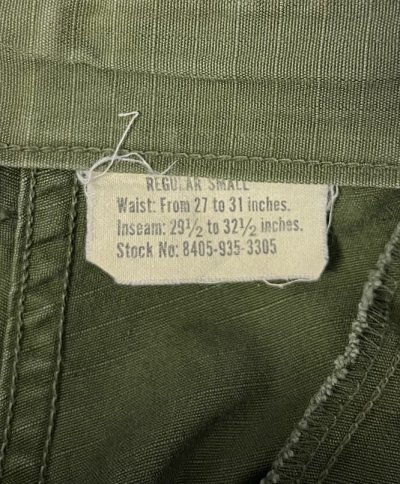 REGULAR SMALL
Waist: From 27 to 31 inches.
Inseam: 29½ to 32½ inches.
Stock No: 8405-935-3305